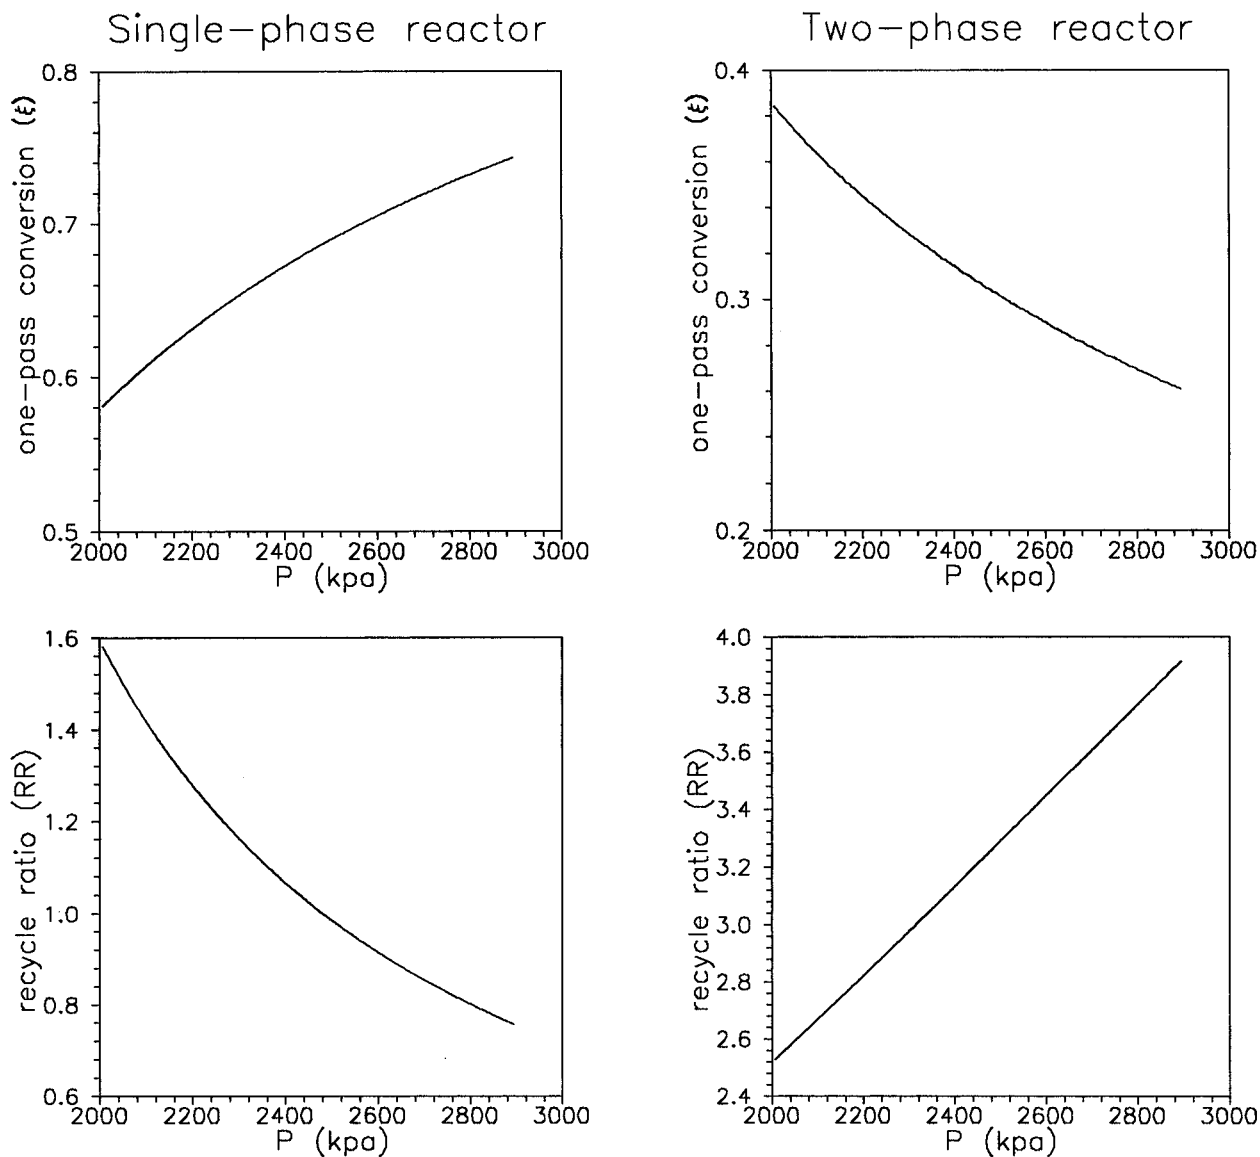 Single-phase reactor
one-pass conversion (ξ)
0.8
0.7
0.6
0.5
2000 2200 2400 2600 2800 3000
P (kpa)
Two-phase reactor
one-pass conversion (ξ)
0.4
0.3
0.2
2000 2200 2400 2600 2800 3000
P (kpa)
recycle ratio (RR)
1.6
1.4
1.2
1.0
0.8
0.6
2000 2200 2400 2600 2800 3000
P (kpa)
recycle ratio (RR)
4.0
3.8
3.6
3.4
3.2
3.0
2.8
2.6
2.4
2000 2200 2400 2600 2800 3000
P (kpa)